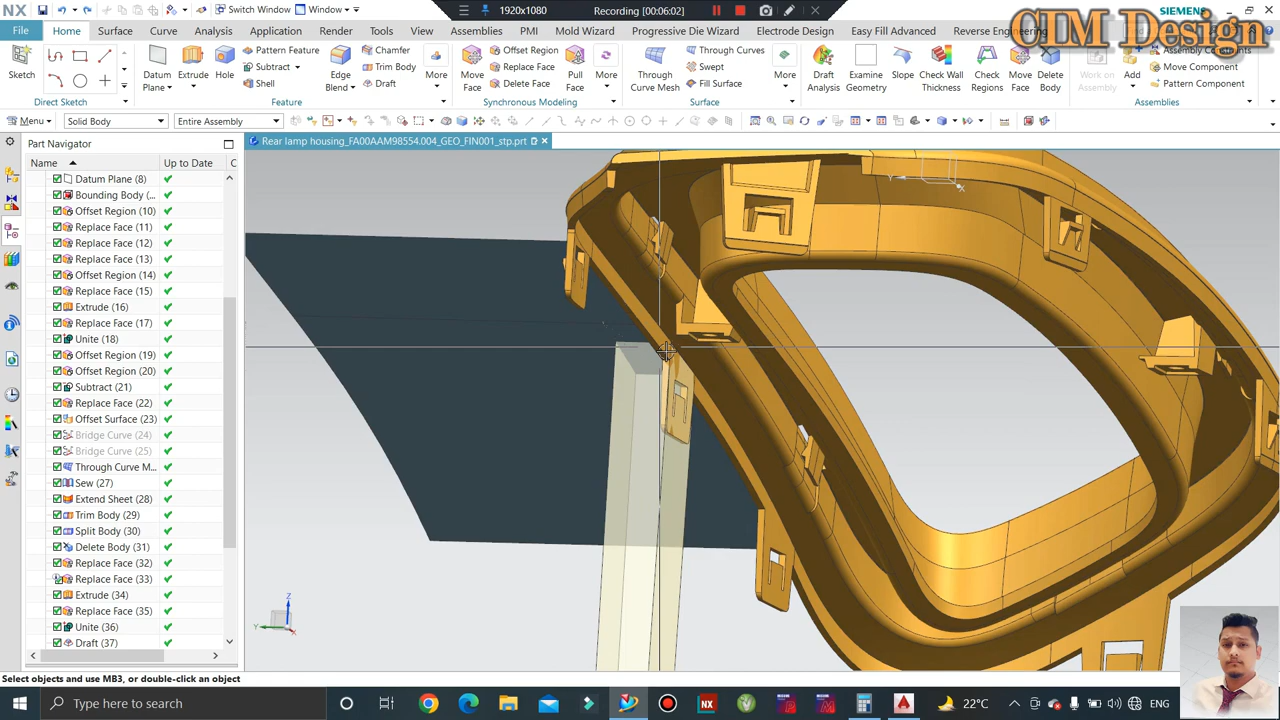 NX
Switch Window
Window
1920x1080
Recording [00:06:02]
SIEMENS
CIM Design
File
Home
Surface
Curve
Analysis
Application
Render
Tools
View
Assemblies
PMI
Mold Wizard
Progressive Die Wizard
Electrode Design
Easy Fill Advanced
Reverse Engineering
Sketch
Datum Plane
Extrude
Hole
Pattern Feature
Subtract
Shell
Edge Blend
Chamfer
Trim Body
Draft
More
Move Face
Offset Region
Replace Face
Delete Face
Pull Face
More
Through Curve Mesh
Through Curves
Swept
Fill Surface
More
Draft Analysis
Examine Geometry
Slope
Check Wall Thickness
Check Regions
Move Face
Delete Body
Work on Assembly
Add
Assembly Constraints
Move Component
Pattern Component
Direct Sketch
Feature
Synchronous Modeling
Surface
Assemblies
Menu
Solid Body
Entire Assembly
Part Navigator
Rear lamp housing_FA00AAM98554.004_GEO_FIN001_stp.prt
Name
Up to Date
C
Datum Plane (8)
Bounding Body (...
Offset Region (10)
Replace Face (11)
Replace Face (12)
Replace Face (13)
Offset Region (14)
Replace Face (15)
Extrude (16)
Replace Face (17)
Unite (18)
Offset Region (19)
Offset Region (20)
Subtract (21)
Replace Face (22)
Offset Surface (23)
Bridge Curve (24)
Bridge Curve (25)
Through Curve M...
Sew (27)
Extend Sheet (28)
Trim Body (29)
Split Body (30)
Delete Body (31)
Replace Face (32)
Replace Face (33)
Extrude (34)
Replace Face (35)
Unite (36)
Draft (37)
Y
X
Z
Y
X
Select objects and use MB3, or double-click an object
Type here to search
NX
22°C
ENG